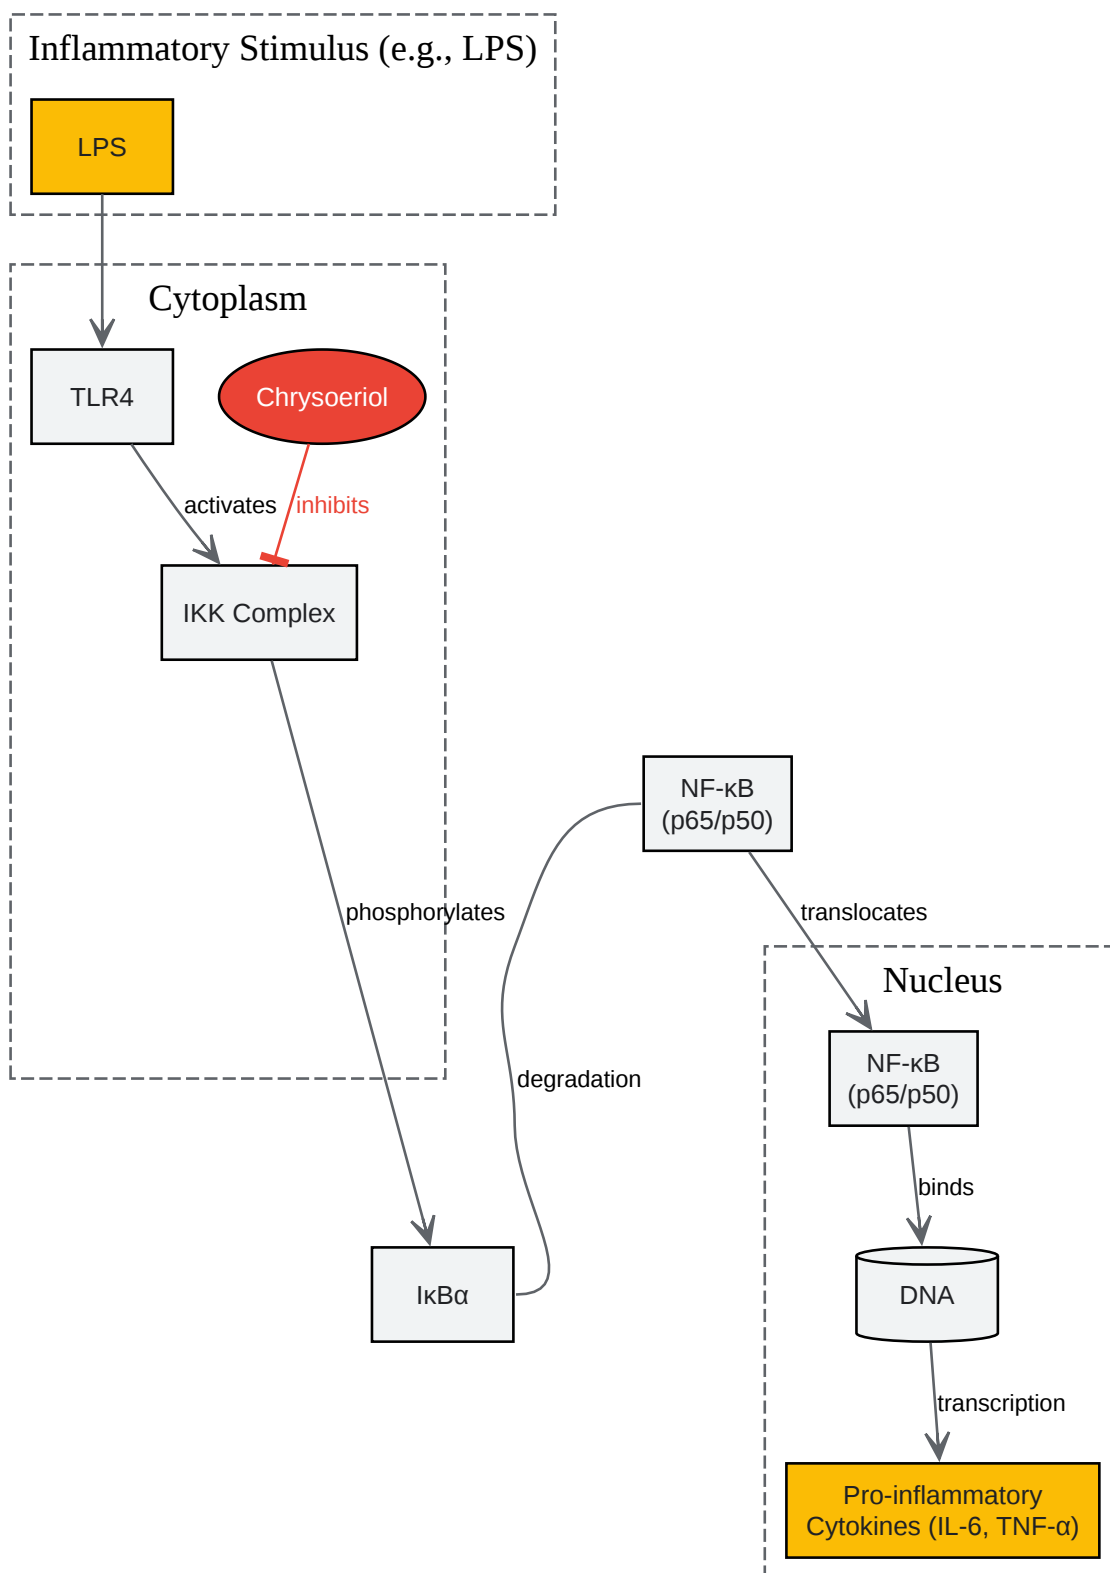 Inflammatory Stimulus (e.g., LPS)
LPS
Cytoplasm
TLR4
Chrysoeriol
activates
inhibits
IKK Complex
NF-κB
(p65/p50)
phosphorylates
translocates
Nucleus
NF-κB
(p65/p50)
degradation
binds
IκBα
DNA
transcription
Pro-inflammatory
Cytokines (IL-6, TNF-α)